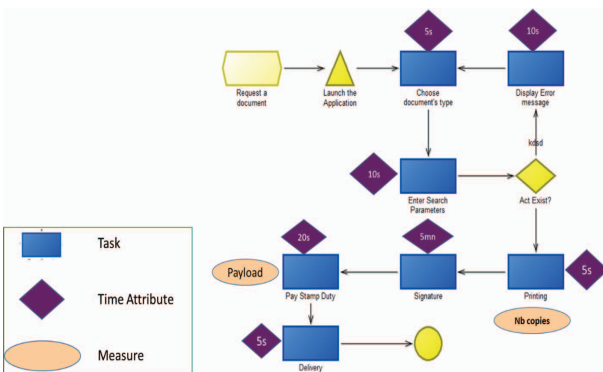 5s
10s
Request a
document
Launch the
Application
Choose
document's type
Display Error
message
10s
Enter Search
Parameters
Act Exist?
20s
5mn
5s
Payload
Pay Stamp Duty
Signature
Printing
Nb copies
5s
Delivery
Task
Time Attribute
Measure